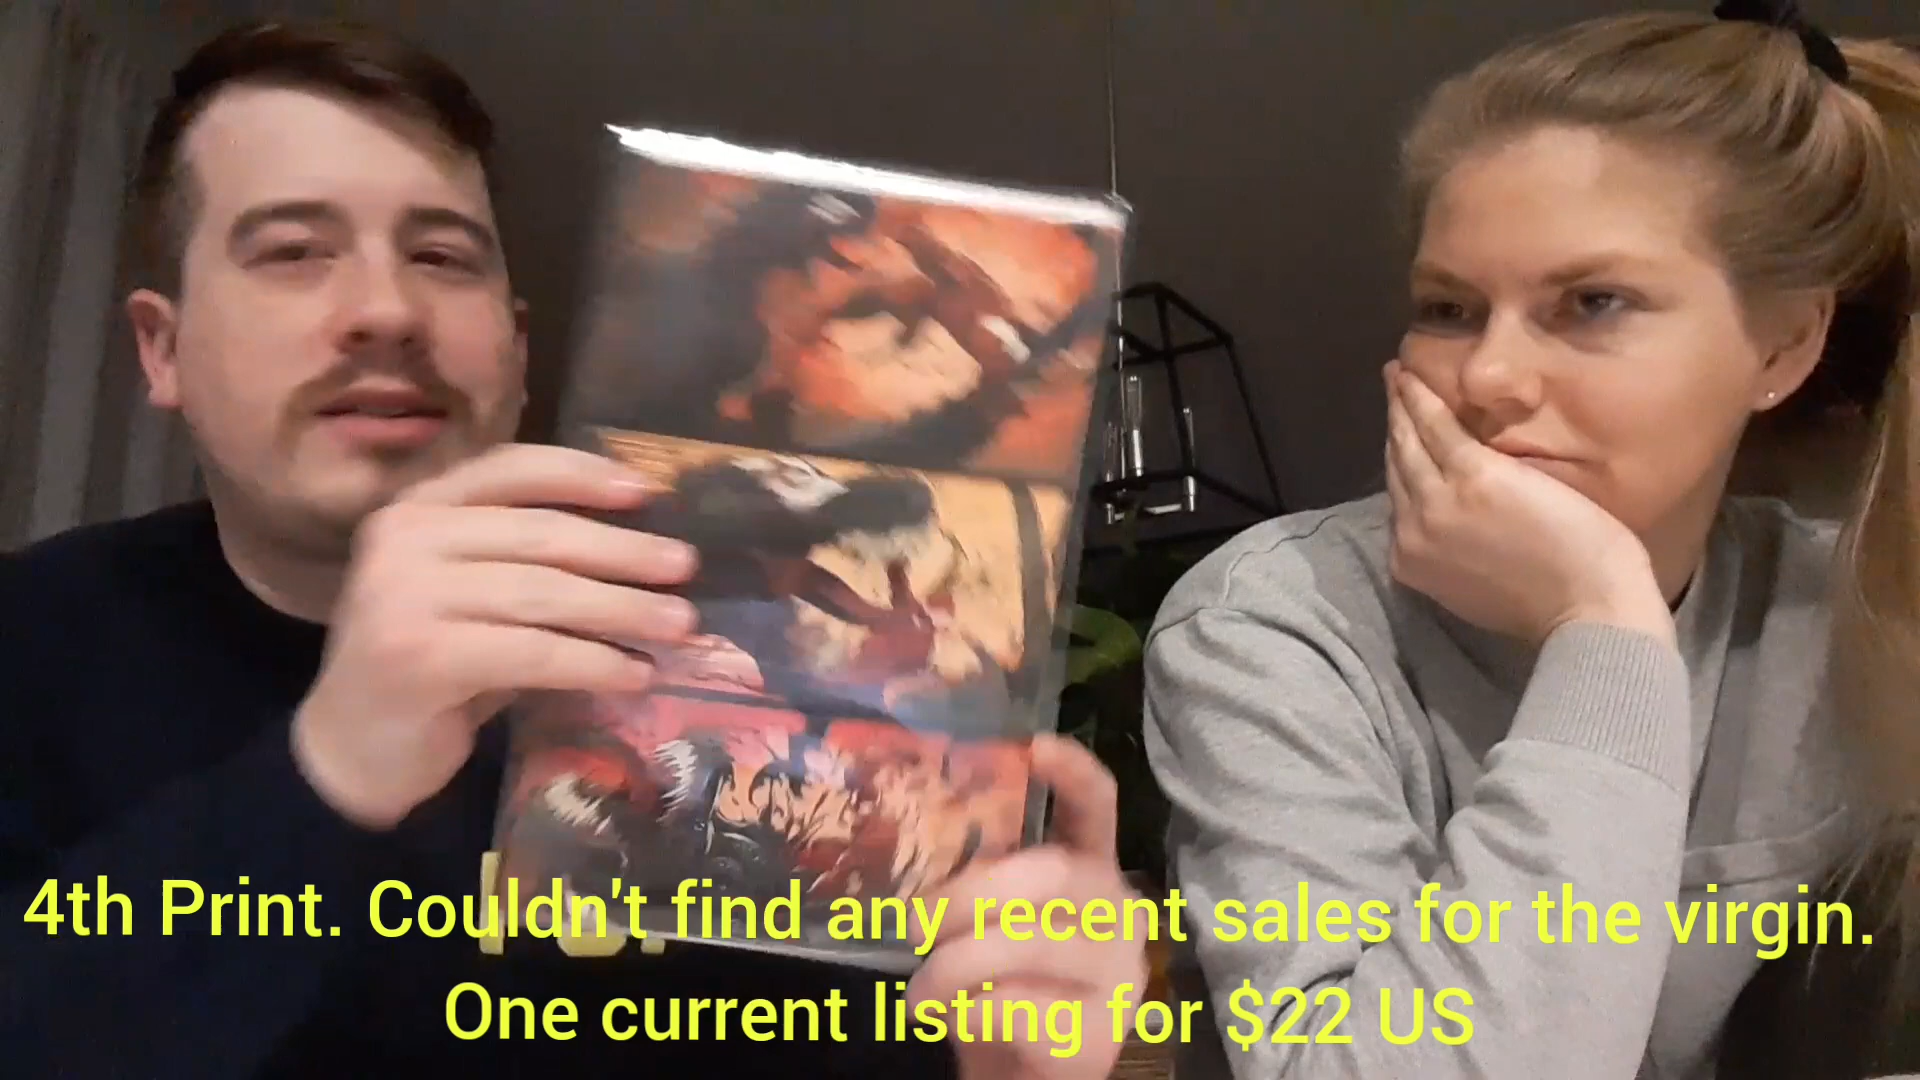 4th Print. Couldn't find any recent sales for the virgin.
One current listing for $22 US